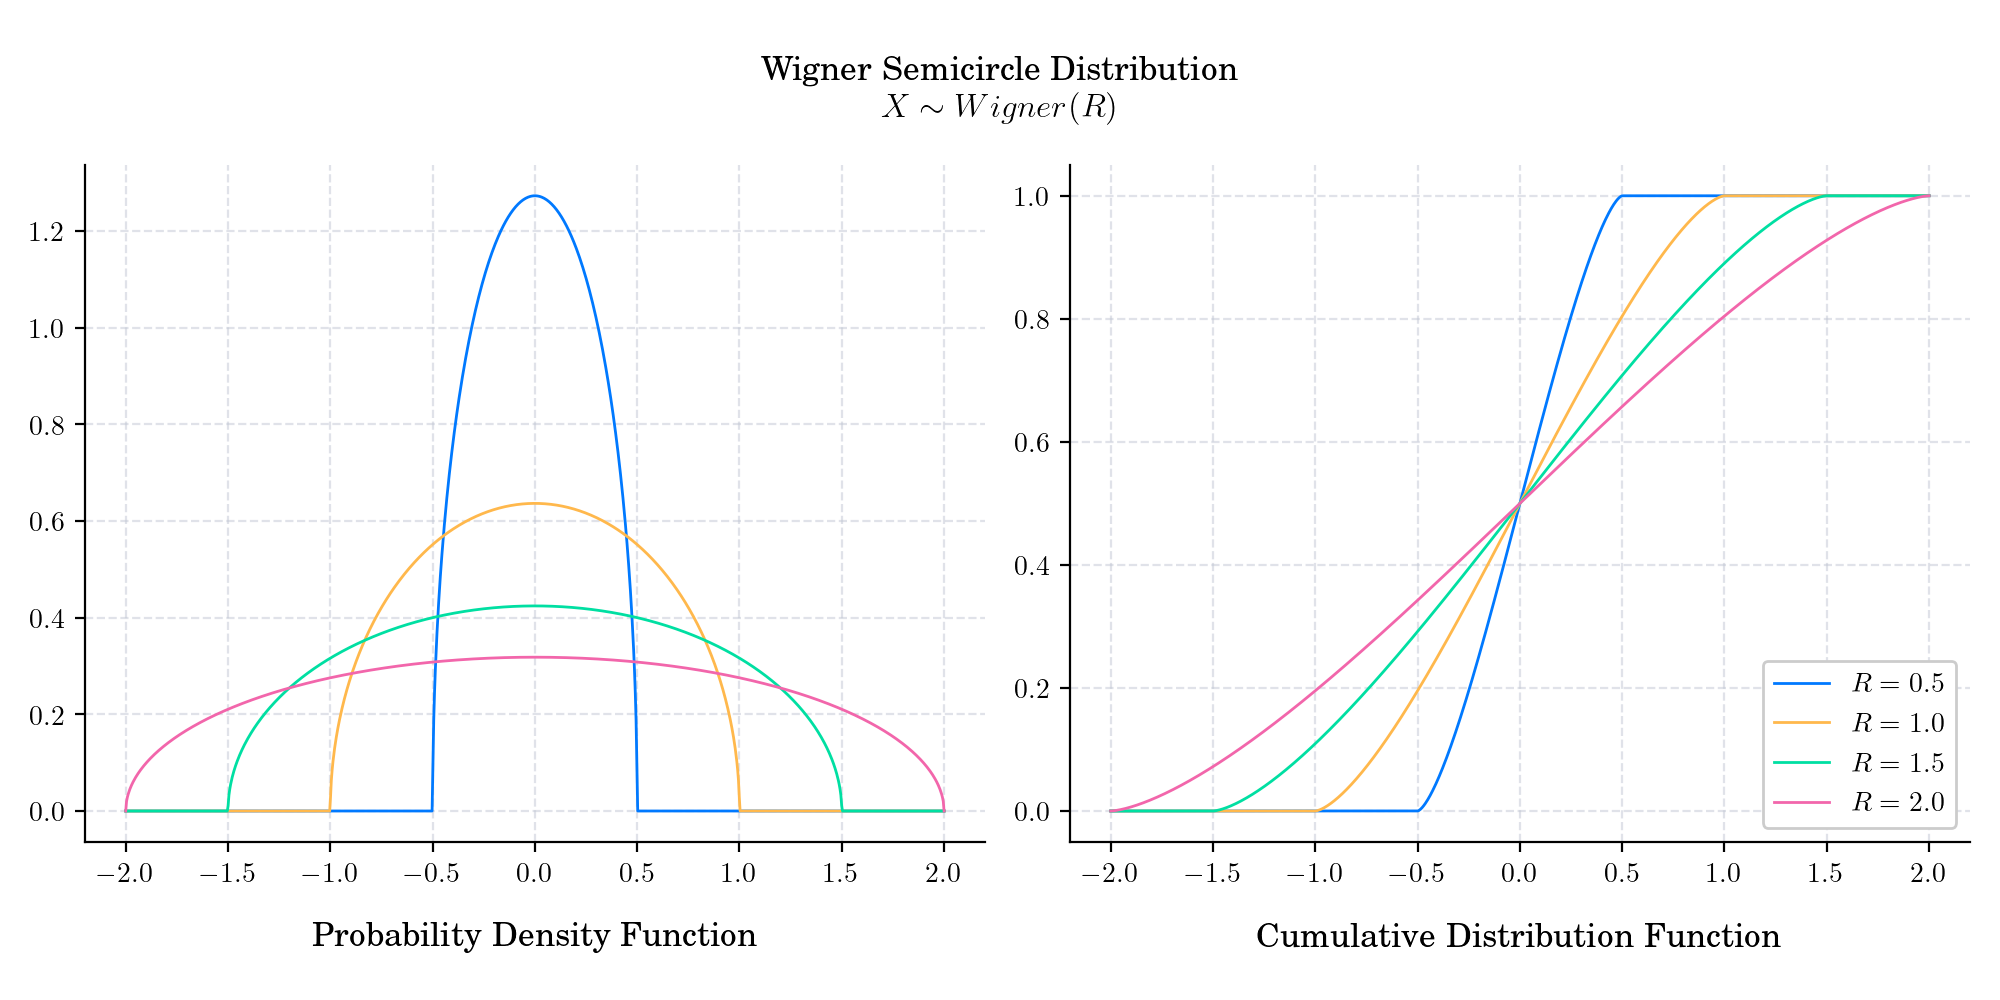 Wigner Semicircle Distribution
X ∼ Wigner(R)
1.2
1.0
0.8
0.6
0.4
0.2
0.0
−2.0 −1.5 −1.0 −0.5 0.0 0.5 1.0 1.5 2.0
Probability Density Function
1.0
0.8
0.6
0.4
0.2
0.0
R = 0.5
R = 1.0
R = 1.5
R = 2.0
−2.0 −1.5 −1.0 −0.5 0.0 0.5 1.0 1.5 2.0
Cumulative Distribution Function